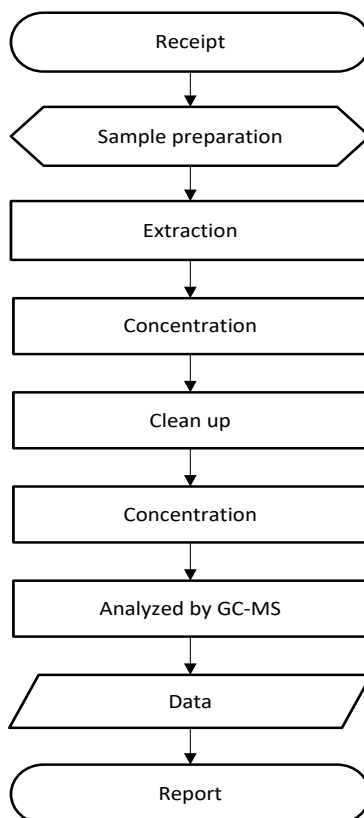 Receipt
Sample preparation
Extraction
Concentration
Clean up
Concentration
Analyzed by GC-MS
Data
Report